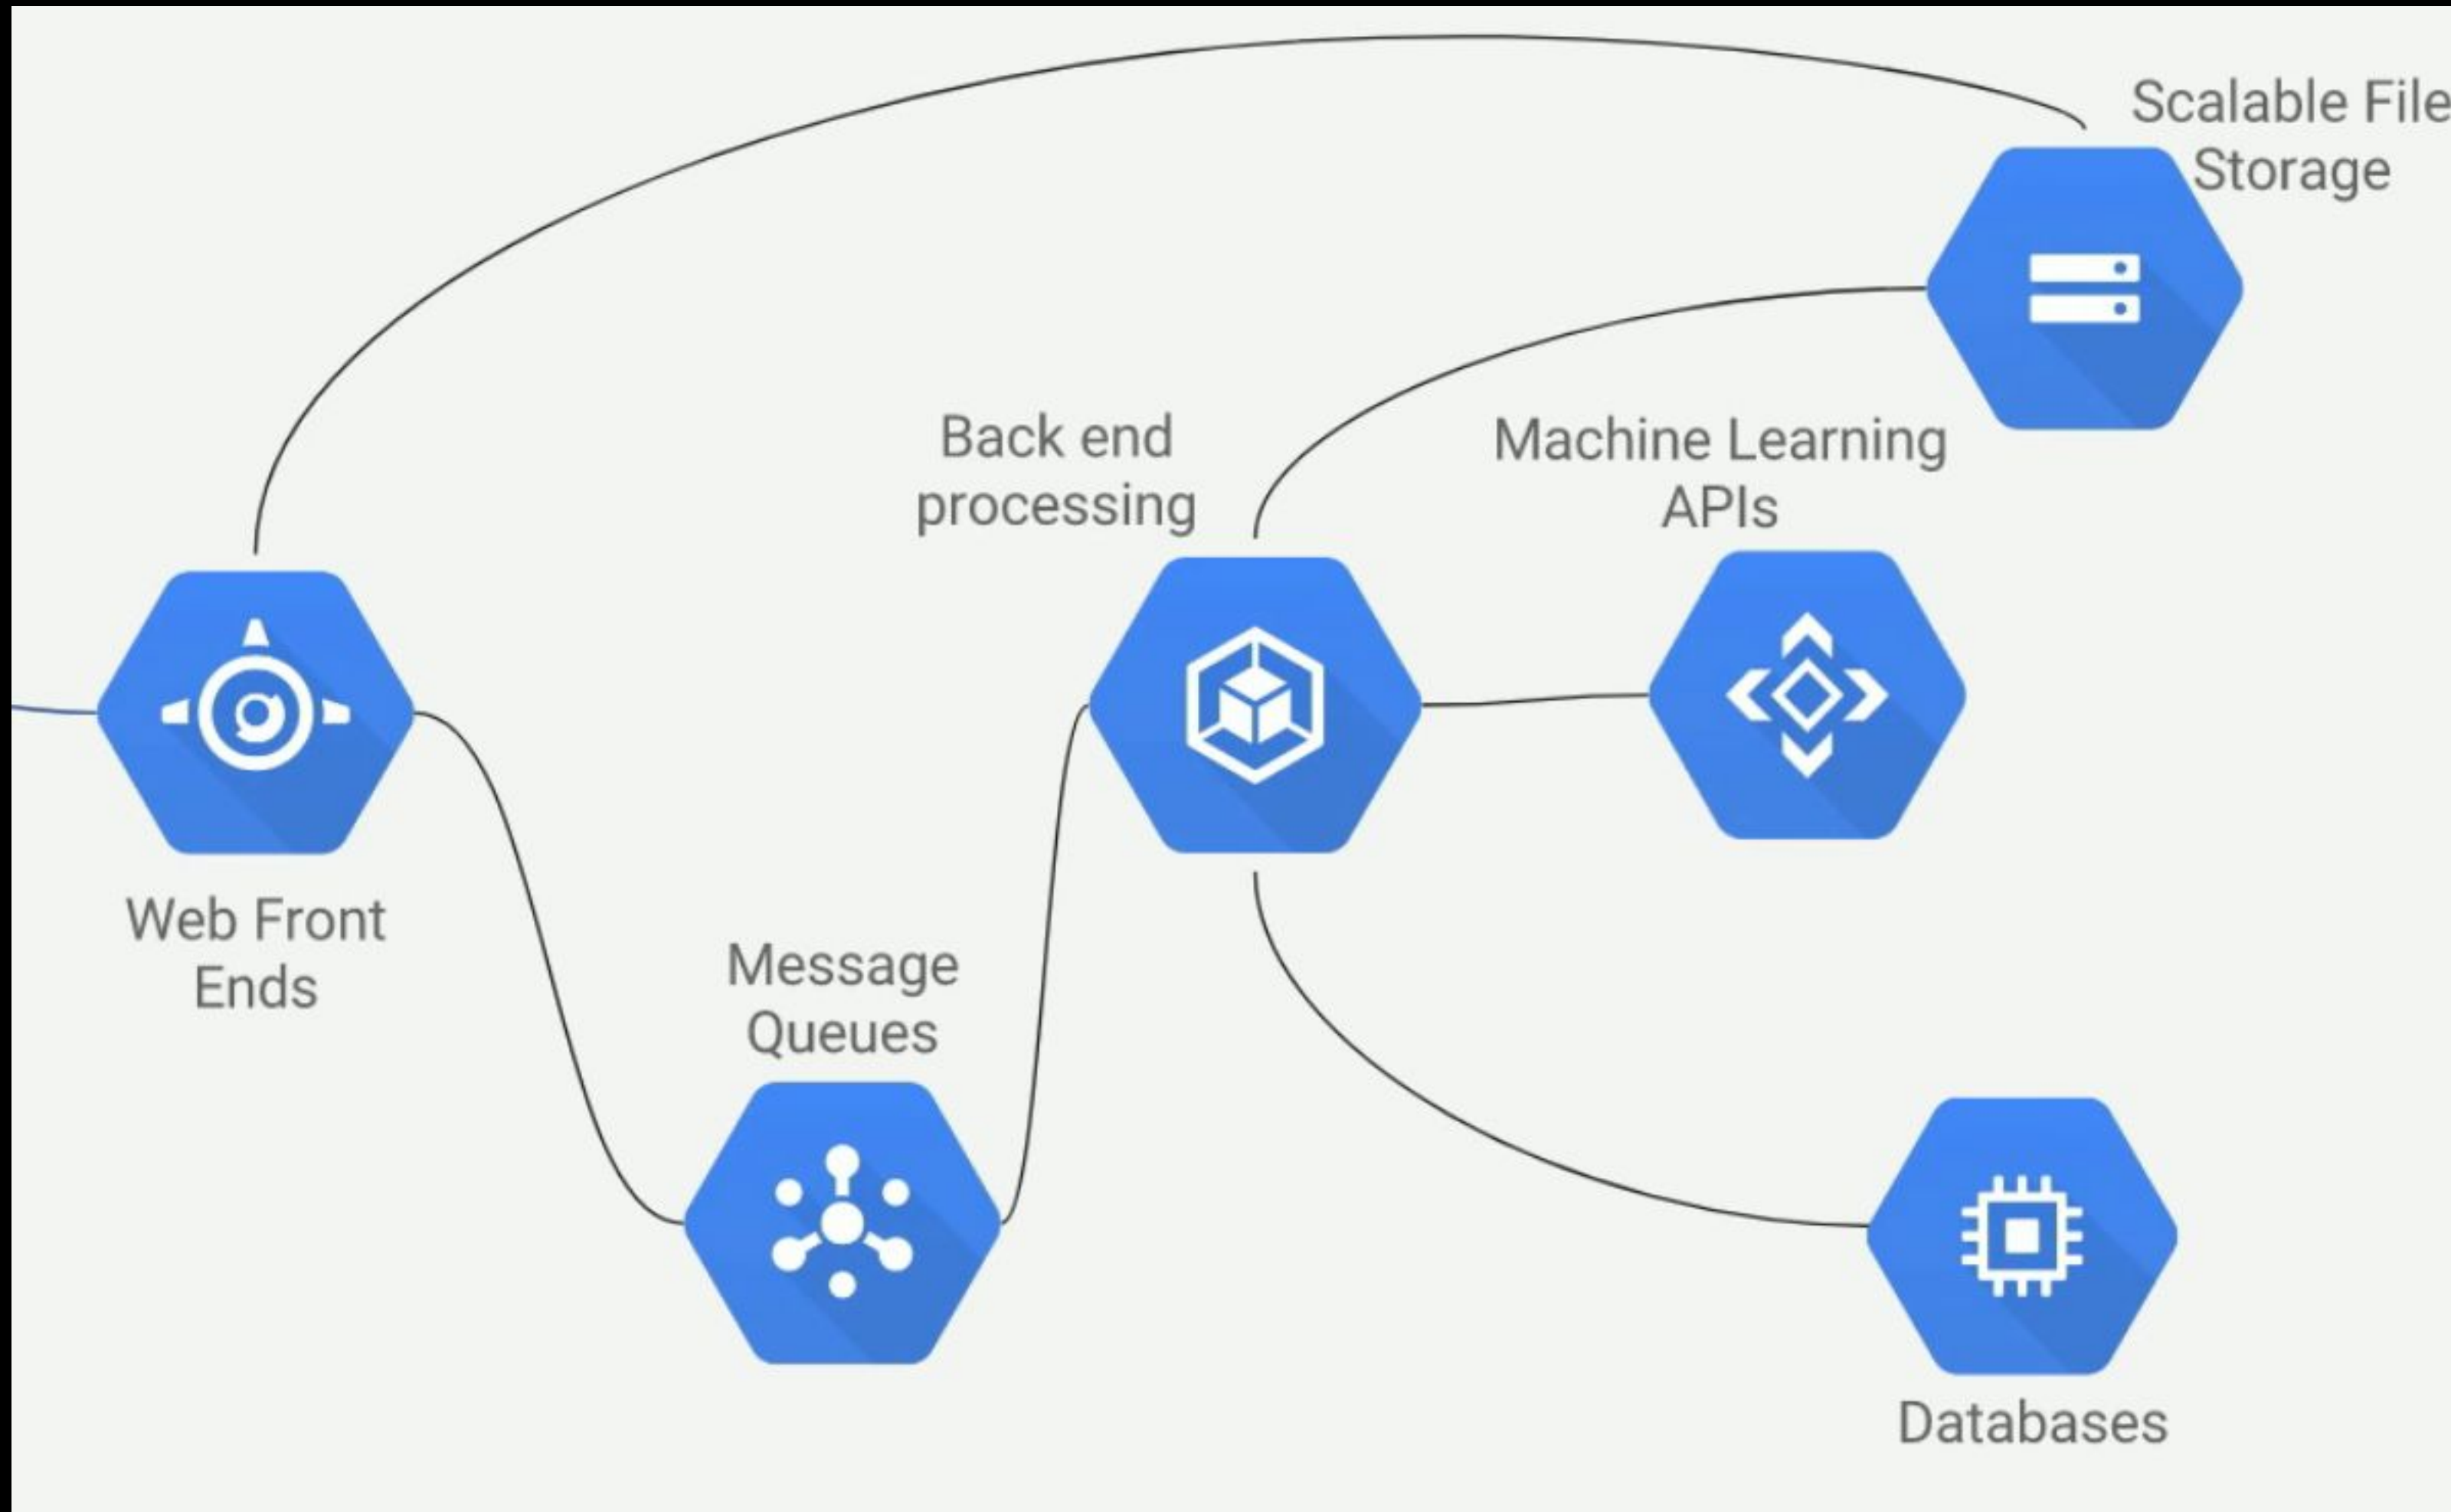 Scalable File
Storage
Back end
processing
Machine Learning
APIs
Web Front
Ends
Message
Queues
Databases